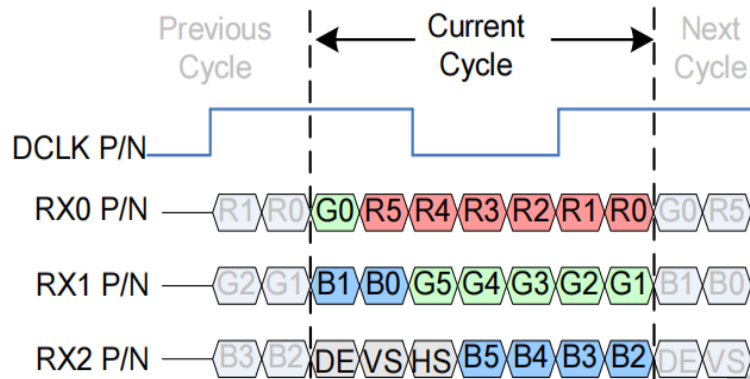 Previous Cycle
Current Cycle
Next Cycle
DCLK P/N
RX0 P/N R1 R0 G0 R5 R4 R3 R2 R1 R0 G0 R5
RX1 P/N G2 G1 B1 B0 G5 G4 G3 G2 G1 B1 B0
RX2 P/N B3 B2 DE VS HS B5 B4 B3 B2 DE VS